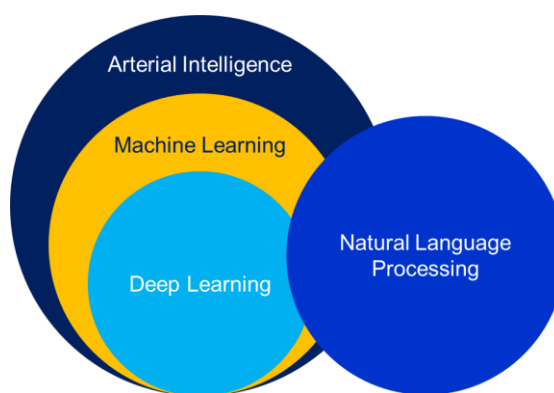 Arterial Intelligence
Machine Learning
Deep Learning
Natural Language
Processing